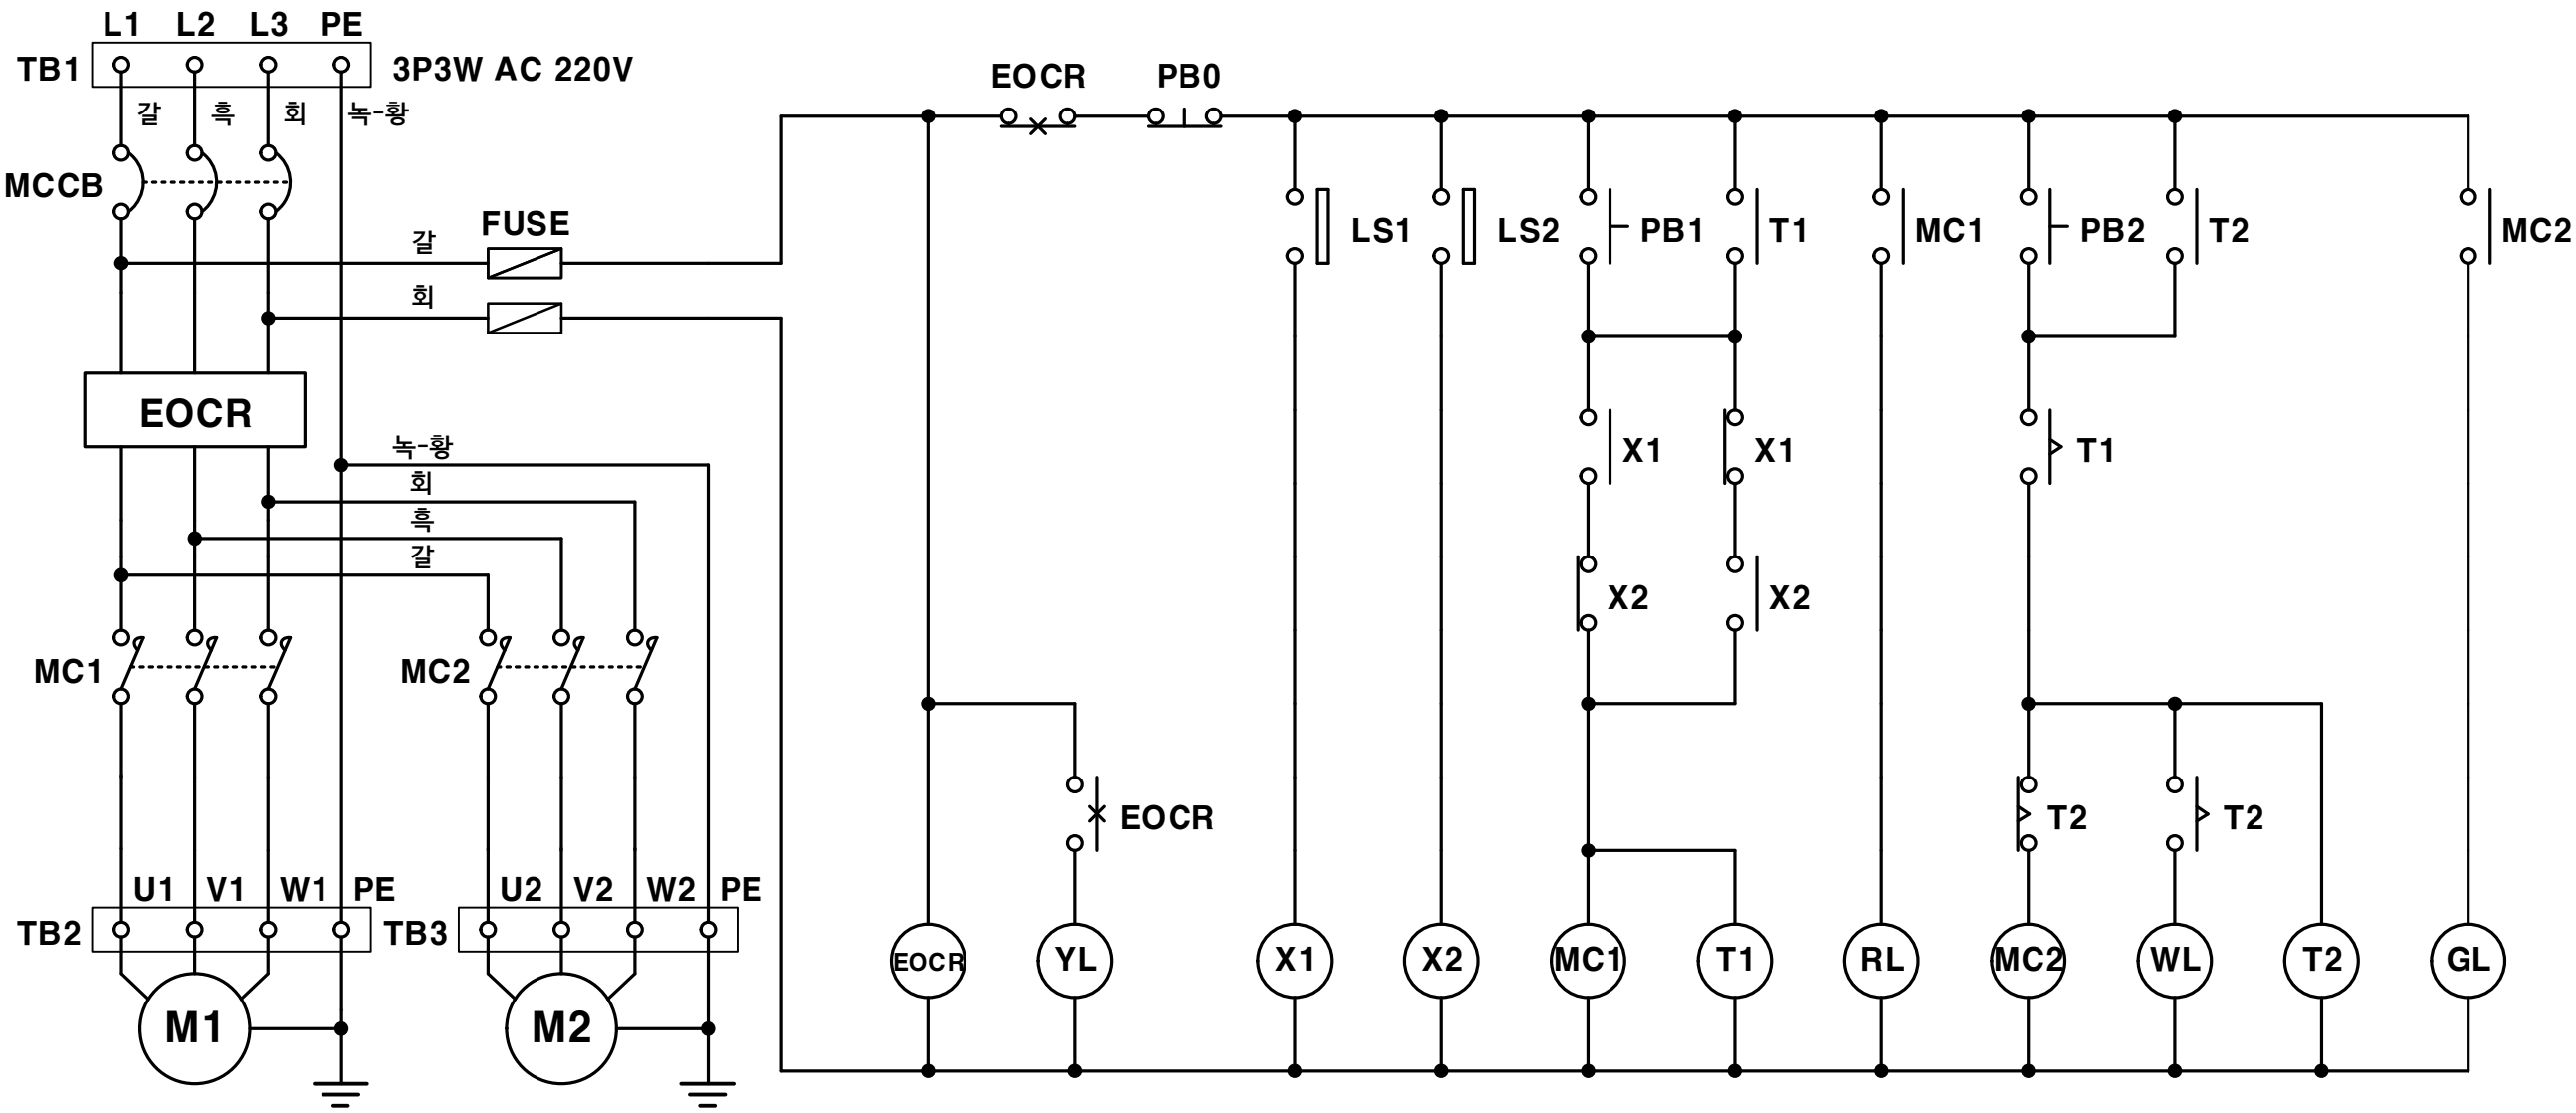 L1 L2 L3 PE
TB1 3P3W AC 220V
갈 흑 회 녹-황
EOCR PB0
MCCB
FUSE
갈
회
LS1 LS2 PB1 T1 MC1 PB2 T2 MC2
EOCR
녹-황
회
흑
갈
X1 X1 T1
X2 X2
MC1 MC2
EOCR T2 T2
U1 V1 W1 PE U2 V2 W2 PE
TB2 TB3
EOCR YL X1 X2 MC1 T1 RL MC2 WL T2 GL
M1 M2